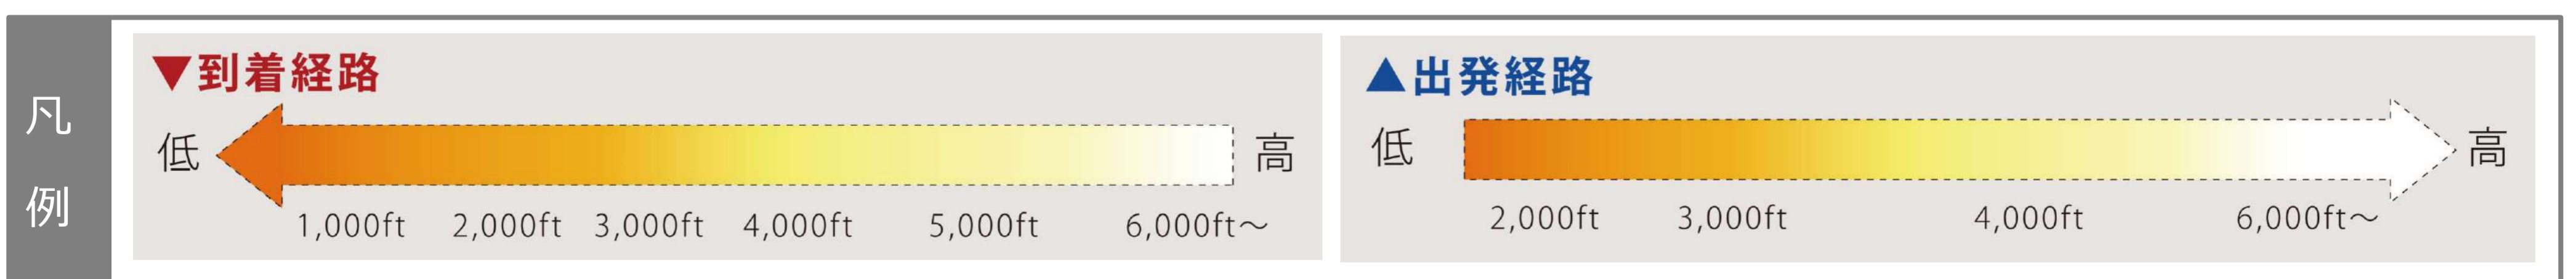 凡例
▼到着経路
低
高
1,000ft 2,000ft 3,000ft 4,000ft 5,000ft 6,000ft～
▲出発経路
低
高
2,000ft 3,000ft 4,000ft 6,000ft～